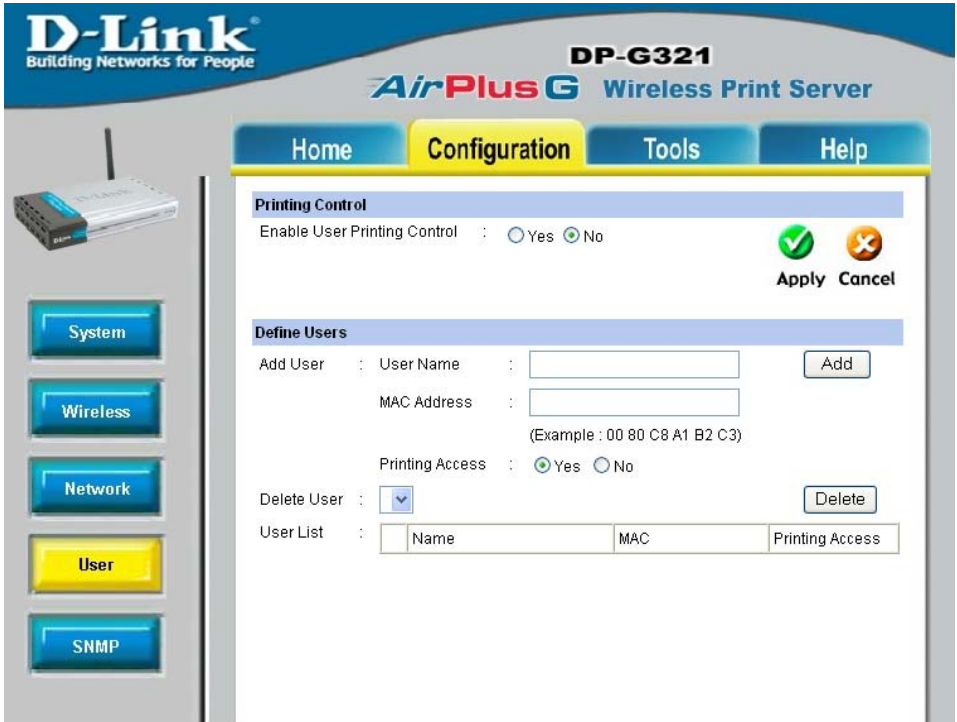 D-Link
Building Networks for People
DP-G321
AirPlus G Wireless Print Server
Home Configuration Tools Help
D-Link
Printing Control
Enable User Printing Control : Yes No
Apply Cancel
System
Wireless
Network
User
SNMP
Define Users
Add User : User Name : Add
MAC Address :
(Example : 00 80 C8 A1 B2 C3)
Printing Access : Yes No
Delete User : Delete
User List : Name MAC Printing Access